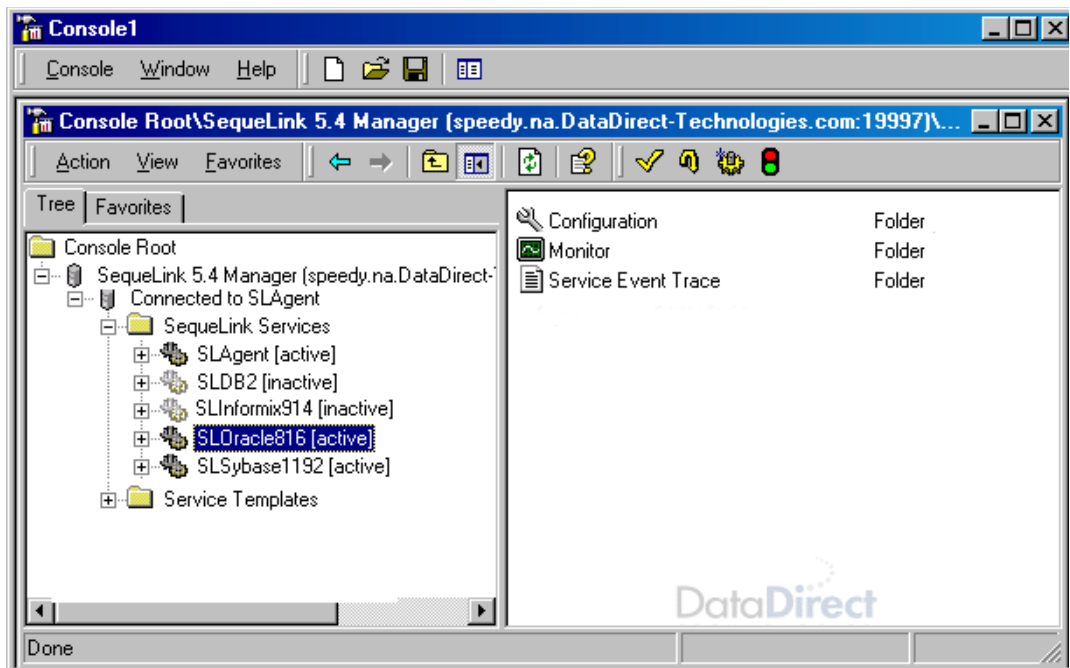 Console1
Console Window Help
Console Root\SequeLink 5.4 Manager (speedy.na.DataDirect-Technologies.com:19997)\...
Action View Favorites
Tree Favorites
Console Root
SequeLink 5.4 Manager (speedy.na.DataDirect-
Connected to SLAgent
SequeLink Services
SLAgent [active]
SLDB2 [inactive]
SLInformix914 [inactive]
SLOracle816 [active]
SLSybase1192 [active]
Service Templates
Configuration Folder
Monitor Folder
Service Event Trace Folder
DataDirect
Done